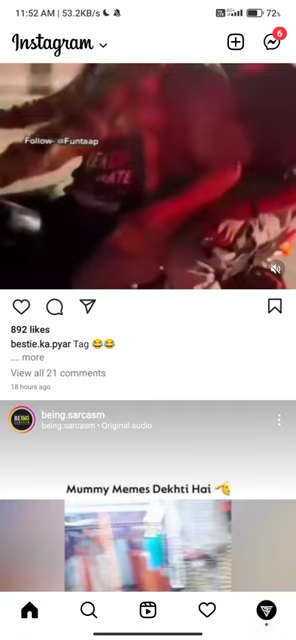 11:52 AM | 53.2KB/s
72%
Instagram
6
Follow- @Funtaap
892 likes
bestie.ka.pyar Tag 😂😂
... more
View all 21 comments
18 hours ago
BEING
being.sarcasm
being.sarcasm • Original audio
Mummy Memes Dekhti Hai 🤏